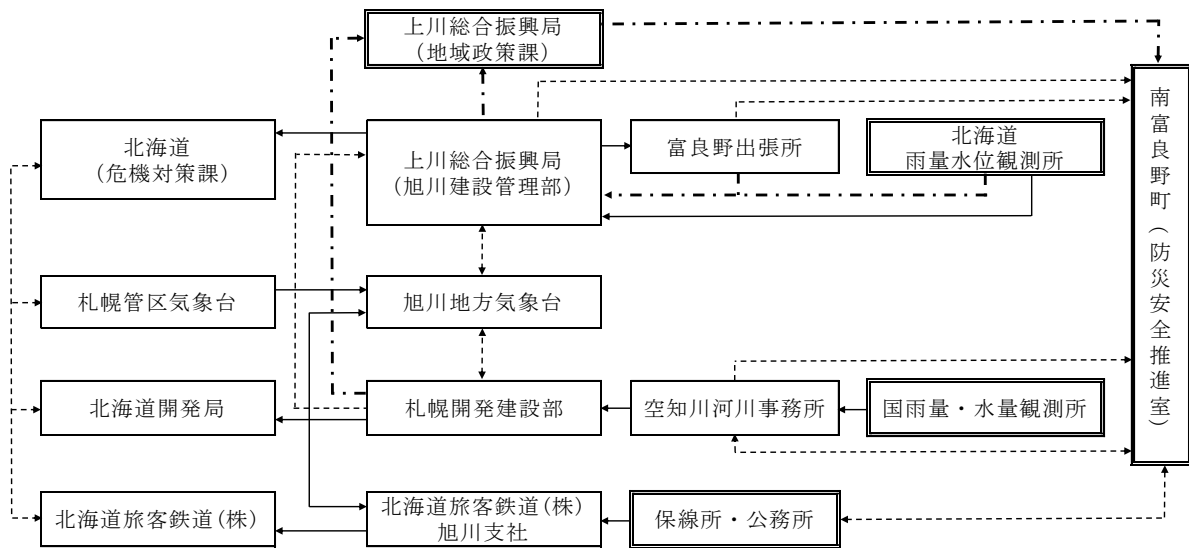 上川総合振興局
（地域政策課）
北海道
（危機対策課）
上川総合振興局
（旭川建設管理部）
富良野出張所
北海道
雨量水位観測所
南富良野町（防災安全推進室）
札幌管区気象台
旭川地方気象台
北海道開発局
札幌開発建設部
空知川河川事務所
国雨量・水量観測所
北海道旅客鉄道（株）
北海道旅客鉄道（株）
旭川支社
保線所・公務所